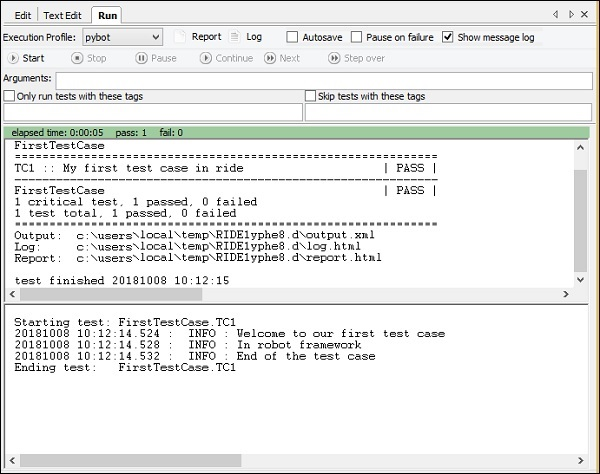 Edit Text Edit Run
Execution Profile: pybot Report Log Autosave Pause on failure Show message log
Start Stop Pause Continue Next Step over
Arguments:
Only run tests with these tags Skip tests with these tags
elapsed time: 0:00:05 pass: 1 fail: 0
FirstTestCase
==============================================================
TC1 :: My first test case in ride | PASS |
--------------------------------------------------------------
FirstTestCase | PASS |
1 critical test, 1 passed, 0 failed
1 test total, 1 passed, 0 failed
==============================================================
Output: c:\users\local\temp\RIDE1yphe8.d\output.xml
Log: c:\users\local\temp\RIDE1yphe8.d\log.html
Report: c:\users\local\temp\RIDE1yphe8.d\report.html
test finished 20181008 10:12:15
Starting test: FirstTestCase.TC1
20181008 10:12:14.524 : INFO : Welcome to our first test case
20181008 10:12:14.528 : INFO : In robot framework
20181008 10:12:14.532 : INFO : End of the test case
Ending test: FirstTestCase.TC1